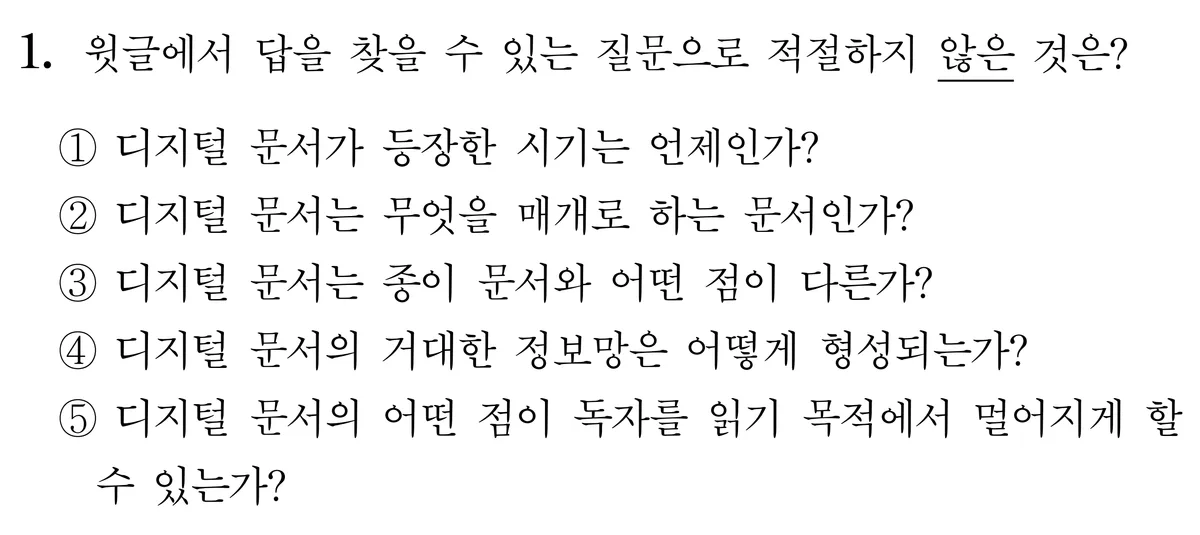 1. 윗글에서 답을 찾을 수 있는 질문으로 적절하지 않은 것은?
① 디지털 문서가 등장한 시기는 언제인가?
② 디지털 문서는 무엇을 매개로 하는 문서인가?
③ 디지털 문서는 종이 문서와 어떤 점이 다른가?
④ 디지털 문서의 거대한 정보망은 어떻게 형성되는가?
⑤ 디지털 문서의 어떤 점이 독자를 읽기 목적에서 멀어지게 할
수 있는가?